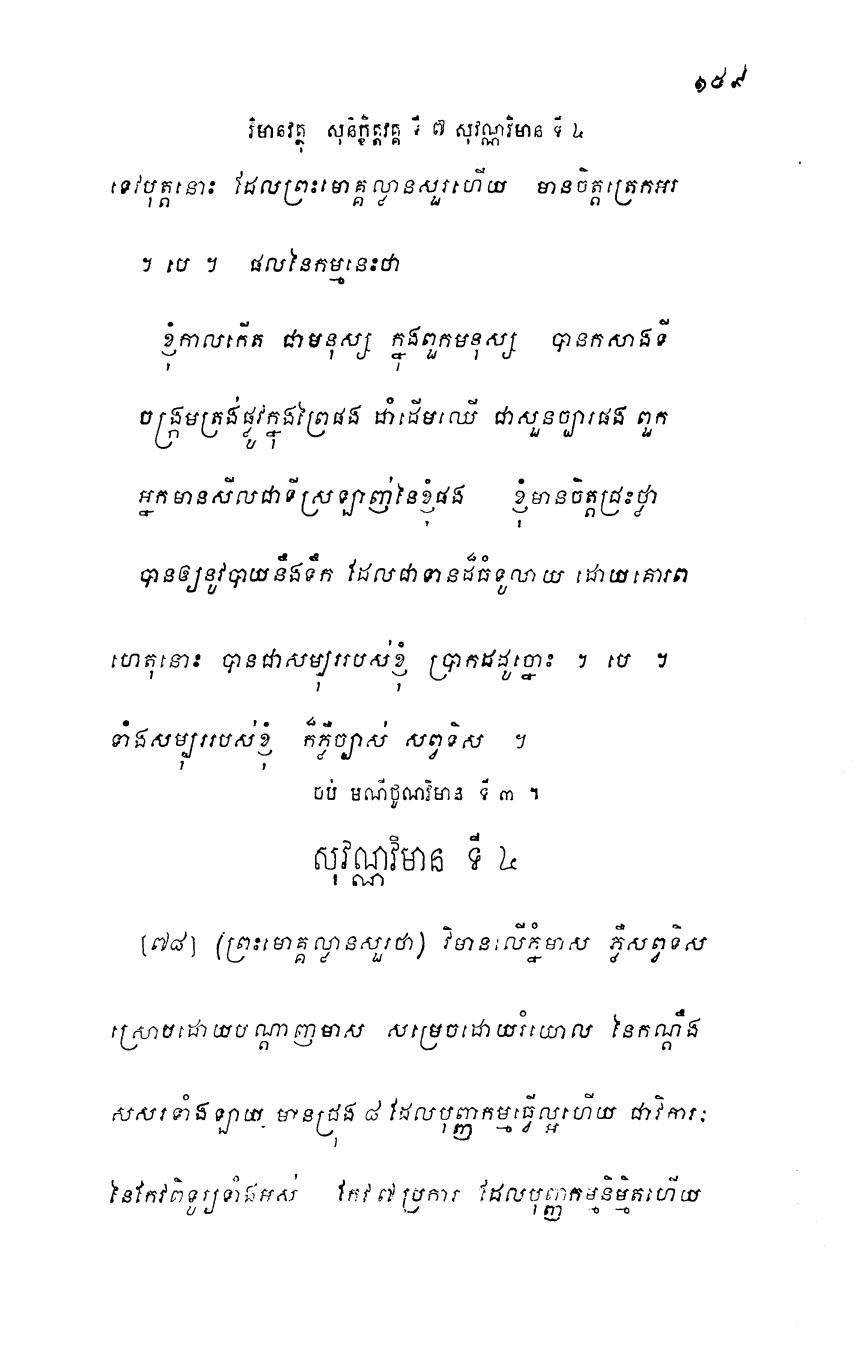 ១៥៩
វិមានវត្ថុ សុនិក្ខិត្តវគ្គ ទី ៧ សុវណ្ណវិមាន ទី ៤
ទេវបុត្តនោះ ដែលព្រះមោគ្គល្លានសួរហើយ មានចិត្តត្រេកអរ
។ បេ ។ ផលនៃកម្មនេះថា
ខ្ញុំកាលកើត ជាមនុស្ស ក្នុងពួកមនុស្ស បានកសាងទី
ចង្ក្រមត្រង់ផ្លូវក្នុងព្រៃផង ដាំដើមឈើ ជាសួនច្បារផង ពួក
អ្នកមានសីលជាទីស្រឡាញ់នៃខ្ញុំផង ខ្ញុំមានចិត្តជ្រះថ្លា
បានឲ្យនូវបាយនឹងទឹក ដែលជាទានដ៏ធំទូលាយ ដោយគោរព
ហេតុនោះ បានជាសម្បុររបស់ខ្ញុំ ប្រាកដដូច្នោះ ។ បេ ។
ទាំងសម្បុររបស់ខ្ញុំ ក៏ភ្លឺច្បាស់ សព្វទិស ។
ចប់ មណីថូណវិមាន ទី ៣ ។
សុវណ្ណវិមាន ទី ៤
[៧៨] (ព្រះមោគ្គល្លានសួរថា) វិមានលើភ្នំមាស ភ្លឺសព្វទិស
ស្រោបដោយបណ្តាញមាស សម្រេចដោយរំយោល នៃកណ្តឹង
សសរទាំងឡាយ មានជ្រុង ៨ ដែលបុញ្ញកម្មធ្វើល្អហើយ ជាវិការៈ
នៃកែវពិទូរ្យទាំងអស់ កែវ ៧ ប្រការ ដែលបុញ្ញកម្មនិម្មិតហើយ